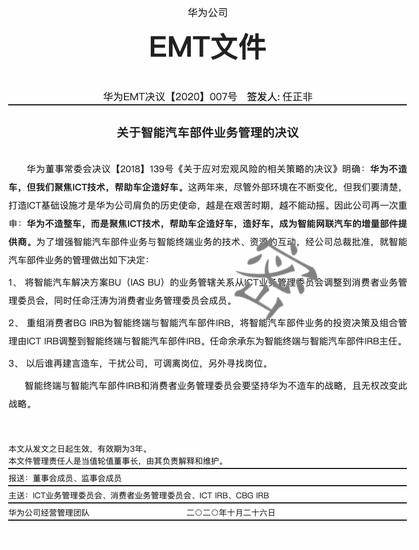 华为公司
EMT文件
华为EMT决议【2020】007号 签发人: 任正非
关于智能汽车部件业务管理的决议
华为董事常委会决议【2018】139号《关于应对宏观风险的相关策略的决议》明确：华为不造
车，但我们聚焦ICT技术，帮助车企造好车。这两年来，尽管外部环境在不断变化，但我们要清楚，
打造ICT基础设施才是华为公司肩负的历史使命，越是在艰苦时期，越不能动摇。因此公司再一次重
申：华为不造整车，而是聚焦ICT技术，帮助车企造好车，造好车，成为智能网联汽车的增量部件提
供商。为了增强智能汽车部件业务与智能终端业务的技术、资源的互动，经公司总裁批准，就智能
汽车部件业务的管理做出如下决定：
1、 将智能汽车解决方案BU（IAS BU）的业务管辖关系从ICT业务管理委员会调整到消费者业务管
理委员会，同时任命汪涛为消费者业务管理委员会成员。
2、 重组消费者BG IRB为智能终端与智能汽车部件IRB，将智能汽车部件业务的投资决策及组合管
理由ICT IRB调整到智能终端与智能汽车部件IRB。任命余承东为智能终端与智能汽车部件IRB主任。
3、 以后谁再建言造车，干扰公司，可调离岗位，另外寻找岗位。
智能终端与智能汽车部件IRB和消费者业务管理委员会要坚持华为不造车的战略，且无权改变此
战略。
密
本文从发文之日起生效，有效期为3年。
本文件管理责任人是当值轮值董事长，由其负责解释和维护。
报送：董事会成员、监事会成员
主送：ICT业务管理委员会、消费者业务管理委员会、ICT IRB、CBG IRB
华为公司经营管理团队 二〇二〇年十月二十六日